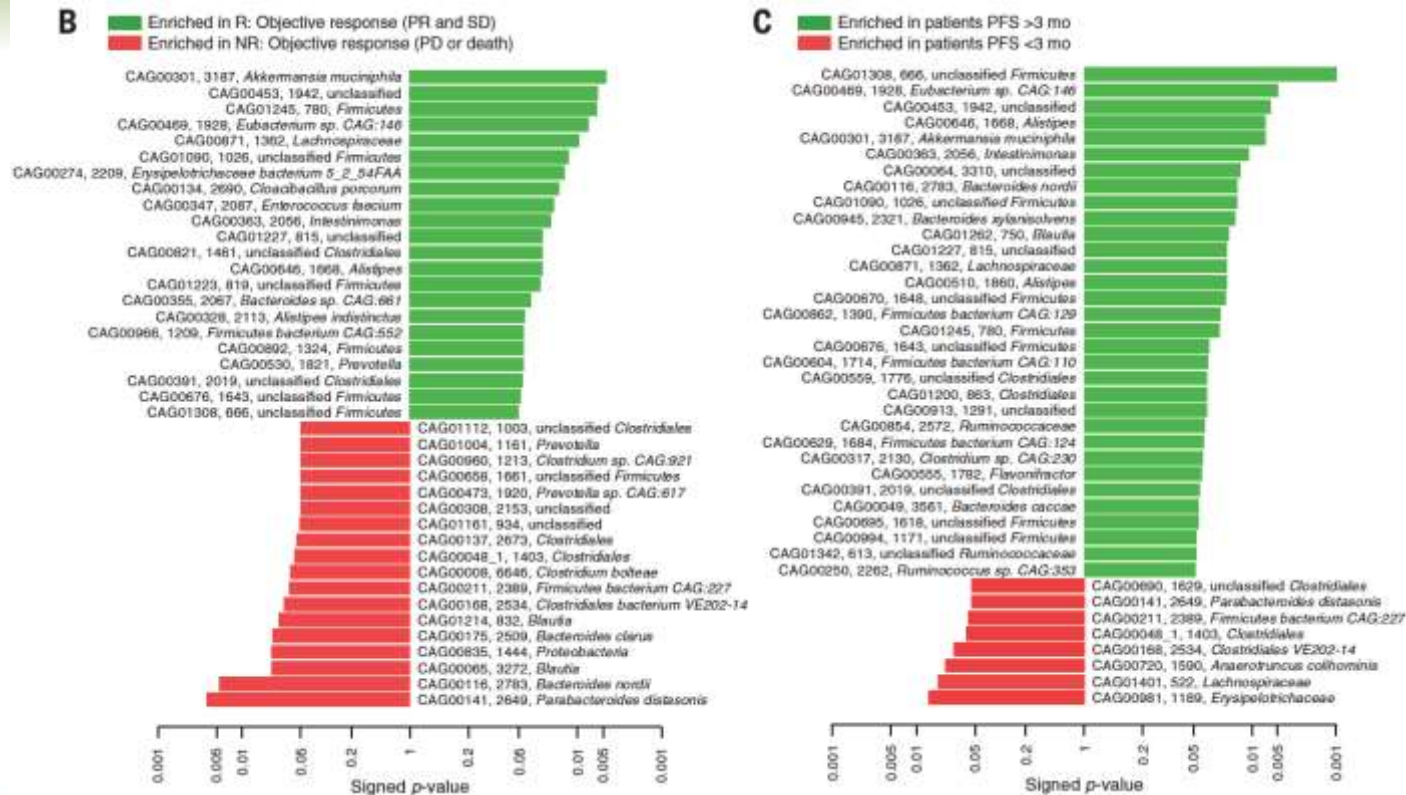 B
Enriched in R: Objective response (PR and SD)
Enriched in NR: Objective response (PD or death)
CAG00301, 3187, Akkermansia muciniphila
CAG00453, 1942, unclassified
CAG01245, 780, Firmicutes
CAG00469, 1928, Eubacterium sp. CAG:146
CAG00871, 1362, Lachnospiraceae
CAG01090, 1026, unclassified Firmicutes
CAG00274, 2209, Erysipelotrichaceae bacterium 5_2_54FAA
CAG00134, 2690, Cloacibacillus porcorum
CAG00347, 2087, Enterococcus faecium
CAG00363, 2056, Intestinimonas
CAG01227, 815, unclassified
CAG00821, 1461, unclassified Clostridiales
CAG00646, 1668, Alistipes
CAG01223, 819, unclassified Firmicutes
CAG00355, 2067, Bacteroides sp. CAG:661
CAG00328, 2113, Alistipes indistinctus
CAG00966, 1209, Firmicutes bacterium CAG:552
CAG00892, 1324, Firmicutes
CAG00530, 1821, Prevotella
CAG00391, 2019, unclassified Clostridiales
CAG00676, 1643, unclassified Firmicutes
CAG01308, 666, unclassified Firmicutes
CAG01112, 1003, unclassified Clostridiales
CAG01004, 1161, Prevotella
CAG00960, 1213, Clostridium sp. CAG:921
CAG00658, 1661, unclassified Firmicutes
CAG00473, 1920, Prevotella sp. CAG:617
CAG00308, 2153, unclassified
CAG01161, 934, unclassified
CAG00137, 2673, Clostridiales
CAG00048_1, 1403, Clostridiales
CAG00008, 6646, Clostridium bolteae
CAG00211, 2389, Firmicutes bacterium CAG:227
CAG00168, 2534, Clostridiales bacterium VE202-14
CAG01214, 832, Blautia
CAG00175, 2509, Bacteroides clarus
CAG00835, 1444, Proteobacteria
CAG00065, 3272, Blautia
CAG00116, 2783, Bacteroides nordii
CAG00141, 2649, Parabacteroides distasonis
0.001 0.005 0.01 0.05 0.2 1 0.2 0.05 0.01 0.005 0.001
Signed p-value
C
Enriched in patients PFS >3 mo
Enriched in patients PFS <3 mo
CAG01308, 666, unclassified Firmicutes
CAG00469, 1928, Eubacterium sp. CAG:146
CAG00453, 1942, unclassified
CAG00646, 1668, Alistipes
CAG00301, 3167, Akkermansia muciniphila
CAG00363, 2056, Intestinimonas
CAG00064, 3310, unclassified
CAG00116, 2783, Bacteroides nordii
CAG01090, 1026, unclassified Firmicutes
CAG00945, 2321, Bacteroides xylanisolvens
CAG01262, 750, Blautia
CAG01227, 815, unclassified
CAG00871, 1362, Lachnospiraceae
CAG00510, 1860, Alistipes
CAG00670, 1648, unclassified Firmicutes
CAG00862, 1390, Firmicutes bacterium CAG:129
CAG01245, 780, Firmicutes
CAG00676, 1643, unclassified Firmicutes
CAG00604, 1714, Firmicutes bacterium CAG:110
CAG00559, 1776, unclassified Clostridiales
CAG01200, 863, Clostridiales
CAG00913, 1291, unclassified
CAG00854, 2572, Ruminococcaceae
CAG00629, 1684, Firmicutes bacterium CAG:124
CAG00317, 2130, Clostridium sp. CAG:230
CAG00555, 1782, Flavonifractor
CAG00391, 2019, unclassified Clostridiales
CAG00049, 3561, Bacteroides caccae
CAG00695, 1618, unclassified Firmicutes
CAG00994, 1171, unclassified Firmicutes
CAG01342, 613, unclassified Ruminococcaceae
CAG00250, 2262, Ruminococcus sp. CAG:353
CAG00690, 1629, unclassified Clostridiales
CAG00141, 2649, Parabacteroides distasonis
CAG00211, 2389, Firmicutes bacterium CAG:227
CAG00048_1, 1403, Clostridiales
CAG00168, 2534, Clostridiales VE202-14
CAG00720, 1590, Anaerotruncus colihominis
CAG01401, 522, Lachnospiraceae
CAG00981, 1189, Erysipelotrichaceae
0.001 0.005 0.01 0.05 0.2 1 0.2 0.05 0.01 0.005 0.001
Signed p-value